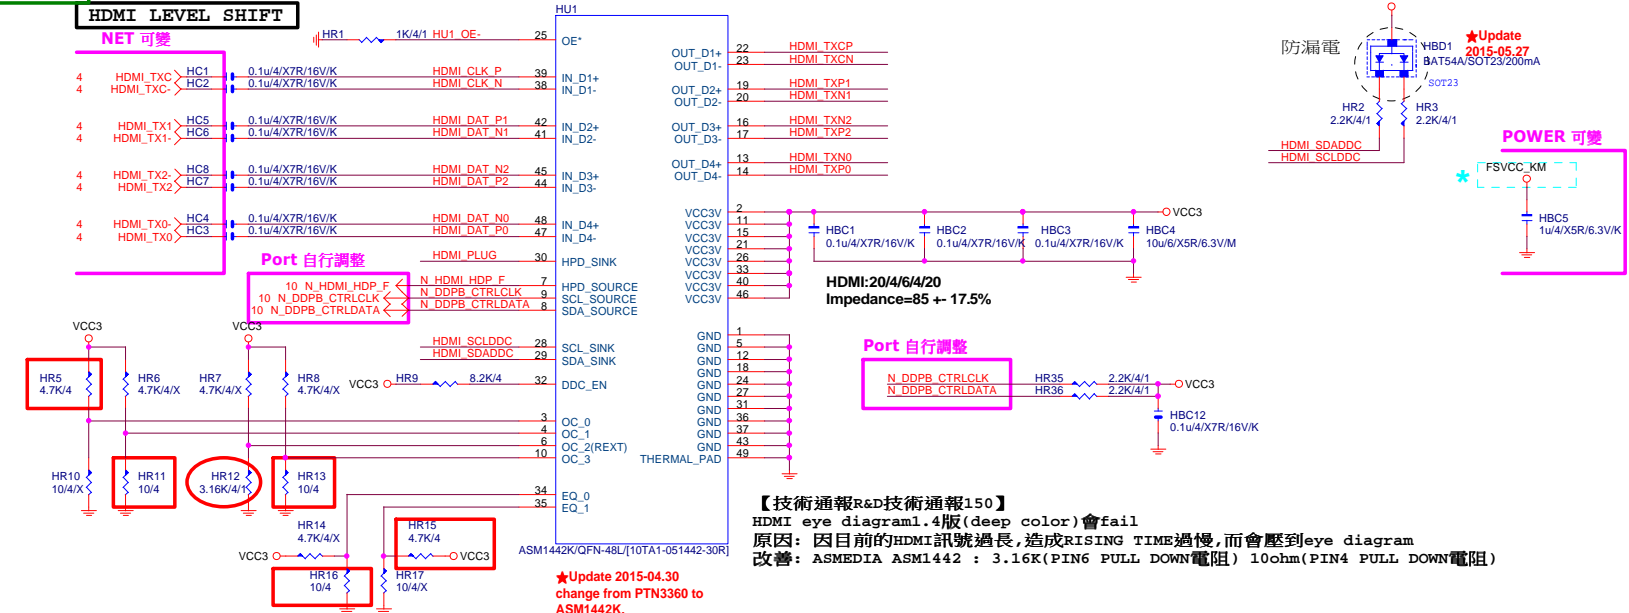 HDMI LEVEL SHIFT
NET 可變
4 HDMI_TXC HC1 0.1u/4/X7R/16V/K HDMI_CLK_P 39 IN_D1+
4 HDMI_TXC- HC2 0.1u/4/X7R/16V/K HDMI_CLK_N 38 IN_D1-
4 HDMI_TX1 HC5 0.1u/4/X7R/16V/K HDMI_DAT_P1 42 IN_D2+
4 HDMI_TX1- HC6 0.1u/4/X7R/16V/K HDMI_DAT_N1 41 IN_D2-
4 HDMI_TX2- HC8 0.1u/4/X7R/16V/K HDMI_DAT_N2 45 IN_D3+
4 HDMI_TX2 HC7 0.1u/4/X7R/16V/K HDMI_DAT_P2 44 IN_D3-
4 HDMI_TX0- HC4 0.1u/4/X7R/16V/K HDMI_DAT_N0 48 IN_D4+
4 HDMI_TX0 HC3 0.1u/4/X7R/16V/K HDMI_DAT_P0 47 IN_D4-
HU1
HR1 1K/4/1 HU1_OE- 25 OE*
HDMI_PLUG 30 HPD_SINK
Port 自行調整
10 N_HDMI_HDP_F N_HDMI_HDP_F 7 HPD_SOURCE
10 N_DDPB_CTRLCLK N_DDPB_CTRLCLK 9 SCL_SOURCE
10 N_DDPB_CTRLDATA N_DDPB_CTRLDATA 8 SDA_SOURCE
HDMI_SCLDDC 28 SCL_SINK
HDMI_SDADDC 29 SDA_SINK
VCC3 HR9 8.2K/4 32 DDC_EN
VCC3
VCC3
HR5 4.7K/4
HR6 4.7K/4/X
HR7 4.7K/4/X
HR8 4.7K/4/X
3 OC_0
4 OC_1
6 OC_2(REXT)
10 OC_3
HR10 10/4/X
HR11 10/4
HR12 3.16K/4/1
HR13 10/4
34 EQ_0
35 EQ_1
HR14 4.7K/4/X
VCC3
HR15 4.7K/4
VCC3
HR16 10/4
HR17 10/4/X
ASM1442K/QFN-48L/[10TA1-051442-30R]
★Update 2015-04.30
change from PTN3360 to
ASM1442K.
OUT_D1+ 22 HDMI_TXCP
OUT_D1- 23 HDMI_TXCN
OUT_D2+ 19 HDMI_TXP1
OUT_D2- 20 HDMI_TXN1
OUT_D3+ 16 HDMI_TXN2
OUT_D3- 17 HDMI_TXP2
OUT_D4+ 13 HDMI_TXN0
OUT_D4- 14 HDMI_TXP0
VCC3V 2 VCC3
VCC3V 11
VCC3V 15
VCC3V 21
VCC3V 26
VCC3V 33
VCC3V 40
VCC3V 46
HBC1 0.1u/4/X7R/16V/K
HBC2 0.1u/4/X7R/16V/K
HBC3 0.1u/4/X7R/16V/K
HBC4 10u/6/X5R/6.3V/M
HDMI:20/4/6/4/20
Impedance=85 +- 17.5%
GND 1
GND 5
GND 12
GND 18
GND 24
GND 27
GND 31
GND 36
GND 37
GND 43
THERMAL_PAD 49
Port 自行調整
N_DDPB_CTRLCLK HR35 2.2K/4/1 VCC3
N_DDPB_CTRLDATA HR36 2.2K/4/1
HBC12
0.1u/4/X7R/16V/K
防漏電
★Update
2015-05.27
HBD1
BAT54A/SOT23/200mA
SOT23
HR2 2.2K/4/1
HR3 2.2K/4/1
HDMI_SDADDC
HDMI_SCLDDC
POWER 可變
* FSVCC_KM
HBC5
1u/4/X5R/6.3V/K
【技術通報R&D技術通報150】
HDMI eye diagram1.4版(deep color)會fail
原因: 因目前的HDMI訊號過長,造成RISING TIME過慢,而會壓到eye diagram
改善: ASMEDIA ASM1442 : 3.16K(PIN6 PULL DOWN電阻) 10ohm(PIN4 PULL DOWN電阻)